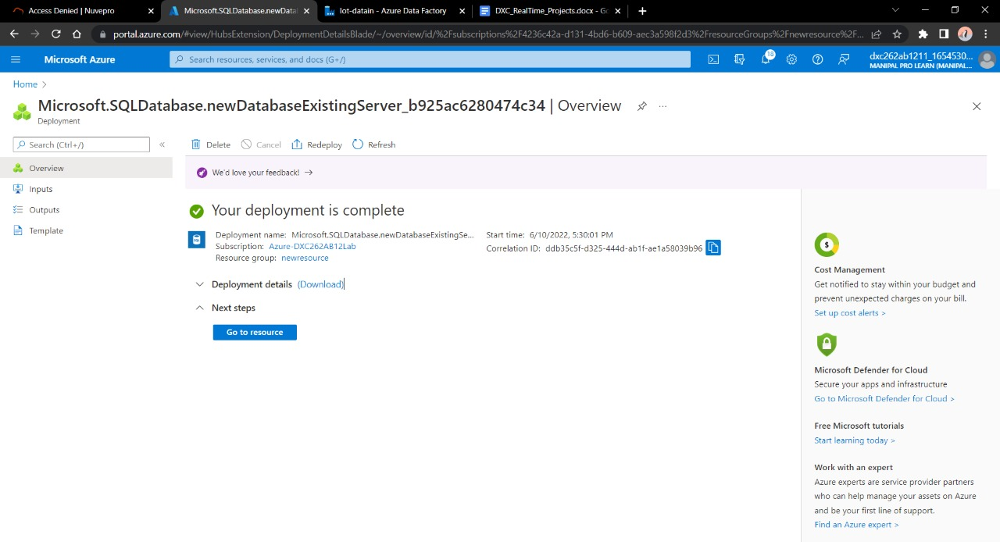 Access Denied | Nuvepro
Microsoft.SQLDatabase.newDatal
Iot-datain - Azure Data Factory
DXC_RealTime_Projects.docx - Go
portal.azure.com/#view/HubsExtension/DeploymentDetailsBlade/~/overview/id/%2Fsubscriptions%2F4236c42a-d131-4bd6-b609-aec3a598f2d3%2FresourceGroups%2Fnewresource%2F...
Microsoft Azure
Search resources, services, and docs (G+/)
18
dxc262ab1211_1654530...
MANIPAL PRO LEARN (MANIPAL...
Home >
Microsoft.SQLDatabase.newDatabaseExistingServer_b925ac6280474c34 | Overview
Deployment
Search (Ctrl+/)
Delete
Cancel
Redeploy
Refresh
Overview
Inputs
Outputs
Template
We'd love your feedback! →
Your deployment is complete
Deployment name: Microsoft.SQLDatabase.newDatabaseExistingSe...
Subscription: Azure-DXC262AB12Lab
Resource group: newresource
Start time: 6/10/2022, 5:30:01 PM
Correlation ID: ddb35c5f-d325-444d-ab1f-ae1a58039b96
Deployment details (Download)
Next steps
Go to resource
Cost Management
Get notified to stay within your budget and
prevent unexpected charges on your bill.
Set up cost alerts >
Microsoft Defender for Cloud
Secure your apps and infrastructure
Go to Microsoft Defender for Cloud >
Free Microsoft tutorials
Start learning today >
Work with an expert
Azure experts are service provider partners
who can help manage your assets on Azure
and be your first line of support.
Find an Azure expert >